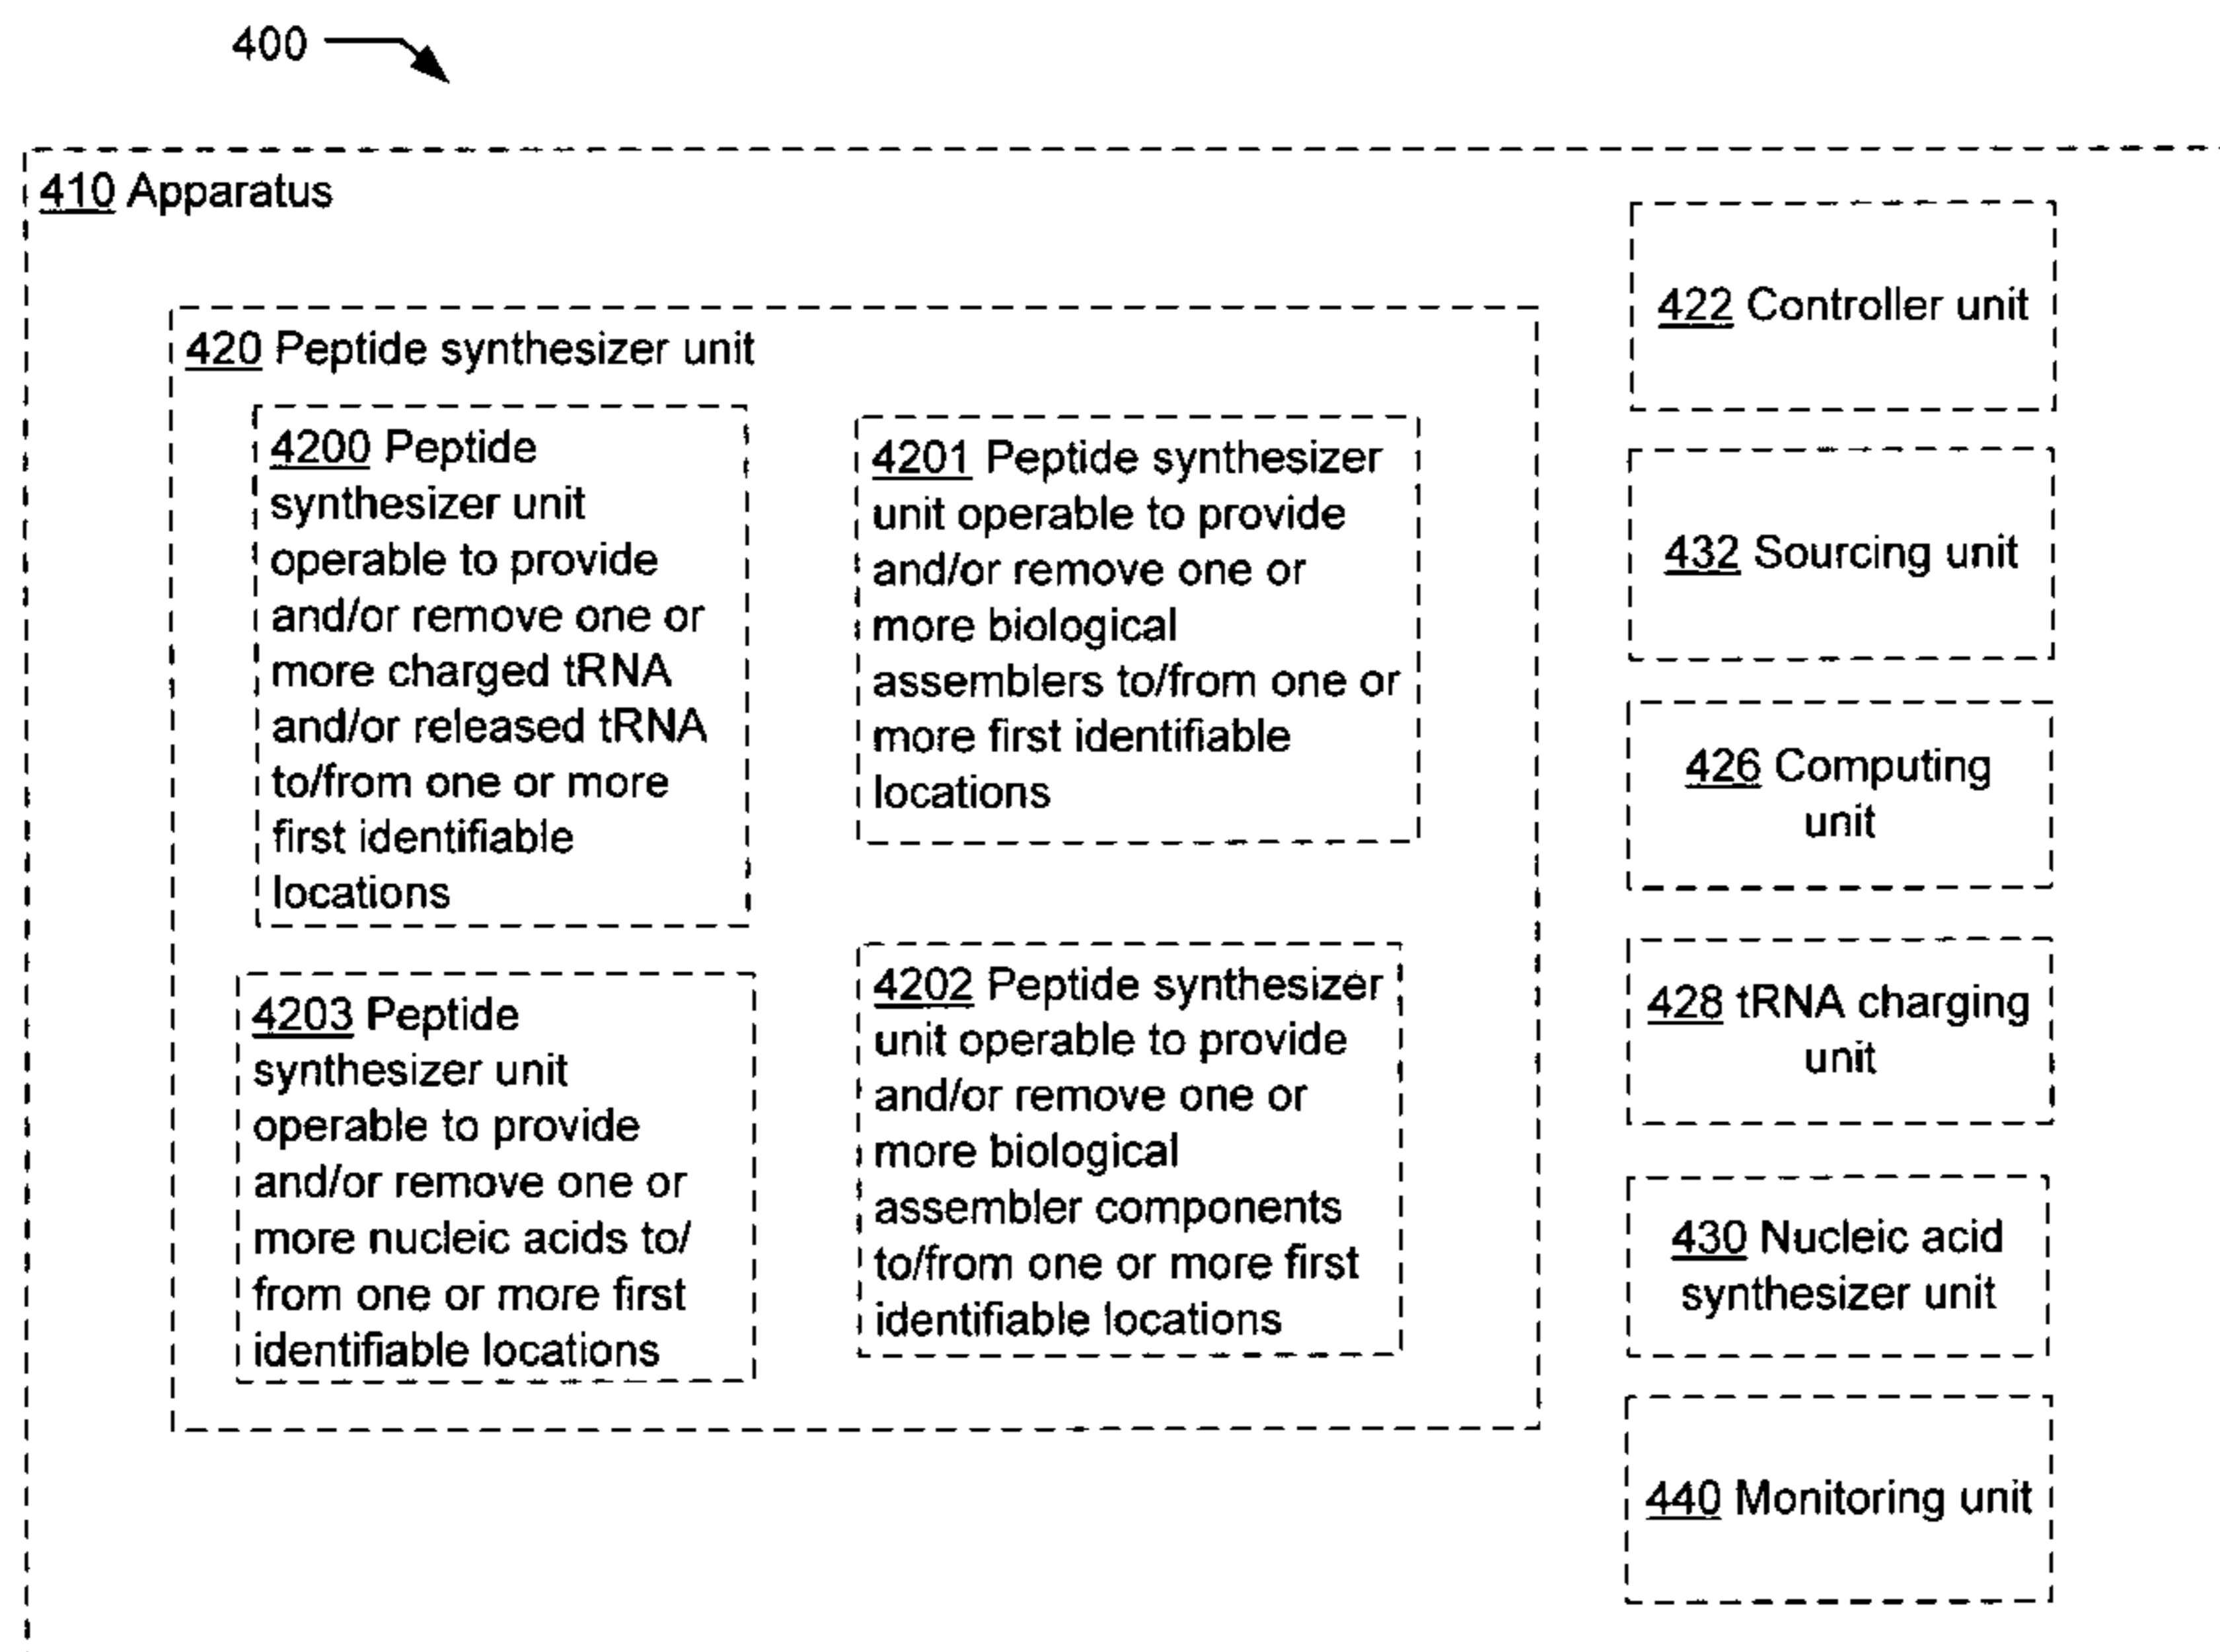 400
410 Apparatus
420 Peptide synthesizer unit
4200 Peptide
synthesizer unit
operable to provide
and/or remove one or
more charged tRNA
and/or released tRNA
to/from one or more
first identifiable
locations
4201 Peptide synthesizer
unit operable to provide
and/or remove one or
more biological
assemblers to/from one or
more first identifiable
locations
4203 Peptide
synthesizer unit
operable to provide
and/or remove one or
more nucleic acids to/
from one or more first
identifiable locations
4202 Peptide synthesizer
unit operable to provide
and/or remove one or
more biological
assembler components
to/from one or more first
identifiable locations
422 Controller unit
432 Sourcing unit
426 Computing
unit
428 tRNA charging
unit
430 Nucleic acid
synthesizer unit
440 Monitoring unit